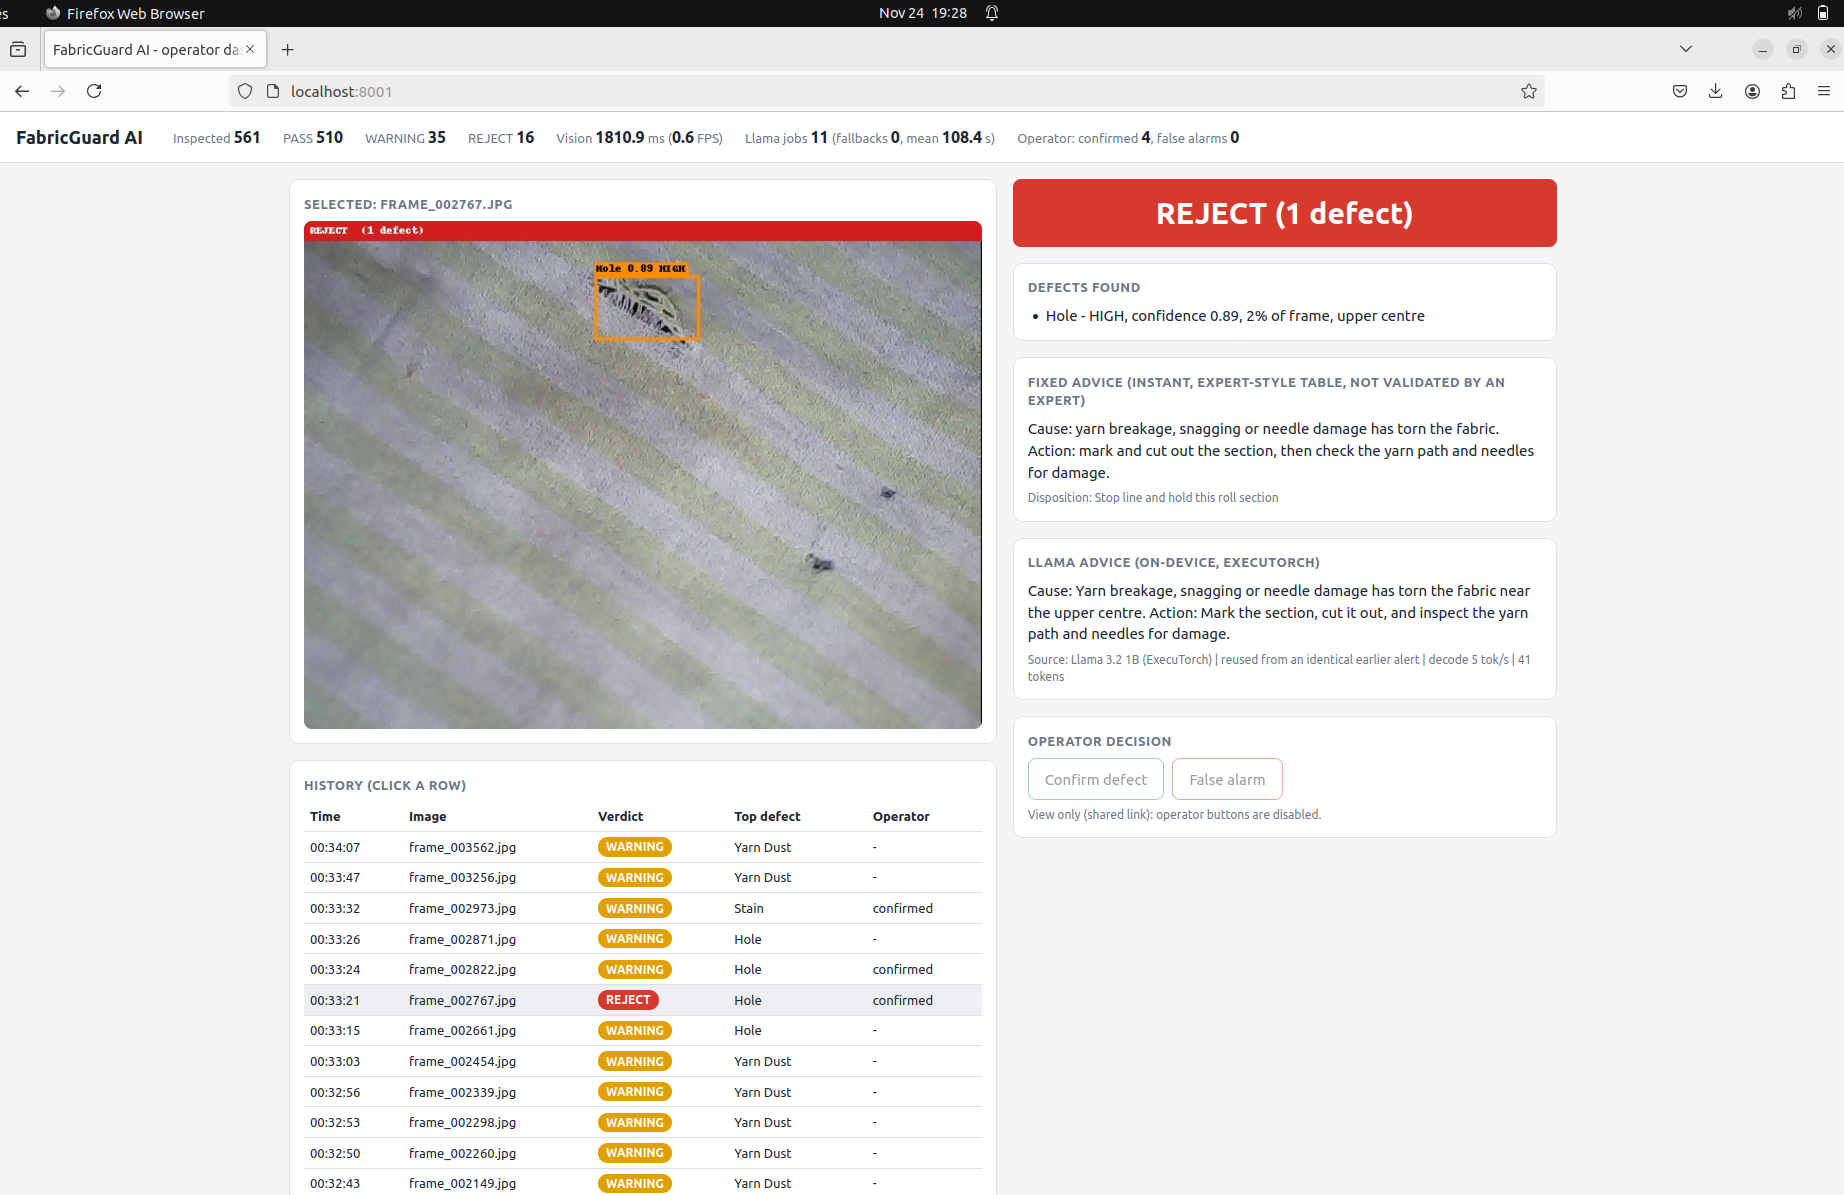 Firefox Web Browser
Nov 24 19:28
FabricGuard AI - operator da
localhost:8001
FabricGuard AI Inspected 561 PASS 510 WARNING 35 REJECT 16 Vision 1810.9 ms (0.6 FPS) Llama jobs 11 (fallbacks 0, mean 108.4 s) Operator: confirmed 4, false alarms 0
SELECTED: FRAME_002767.JPG
REJECT (1 defect)
Hole 0.89 HIGH
HISTORY (CLICK A ROW)
Time Image Verdict Top defect Operator
00:34:07 frame_003562.jpg WARNING Yarn Dust -
00:33:47 frame_003256.jpg WARNING Yarn Dust -
00:33:32 frame_002973.jpg WARNING Stain confirmed
00:33:26 frame_002871.jpg WARNING Hole -
00:33:24 frame_002822.jpg WARNING Hole confirmed
00:33:21 frame_002767.jpg REJECT Hole confirmed
00:33:15 frame_002661.jpg WARNING Hole -
00:33:03 frame_002454.jpg WARNING Yarn Dust -
00:32:56 frame_002339.jpg WARNING Yarn Dust -
00:32:53 frame_002298.jpg WARNING Yarn Dust -
00:32:50 frame_002260.jpg WARNING Yarn Dust -
00:32:43 frame_002149.jpg WARNING Yarn Dust -
REJECT (1 defect)
DEFECTS FOUND
• Hole - HIGH, confidence 0.89, 2% of frame, upper centre
FIXED ADVICE (INSTANT, EXPERT-STYLE TABLE, NOT VALIDATED BY AN
EXPERT)
Cause: yarn breakage, snagging or needle damage has torn the fabric.
Action: mark and cut out the section, then check the yarn path and needles
for damage.
Disposition: Stop line and hold this roll section
LLAMA ADVICE (ON-DEVICE, EXECUTORCH)
Cause: Yarn breakage, snagging or needle damage has torn the fabric near
the upper centre. Action: Mark the section, cut it out, and inspect the yarn
path and needles for damage.
Source: Llama 3.2 1B (ExecuTorch) | reused from an identical earlier alert | decode 5 tok/s | 41
tokens
OPERATOR DECISION
Confirm defect False alarm
View only (shared link): operator buttons are disabled.